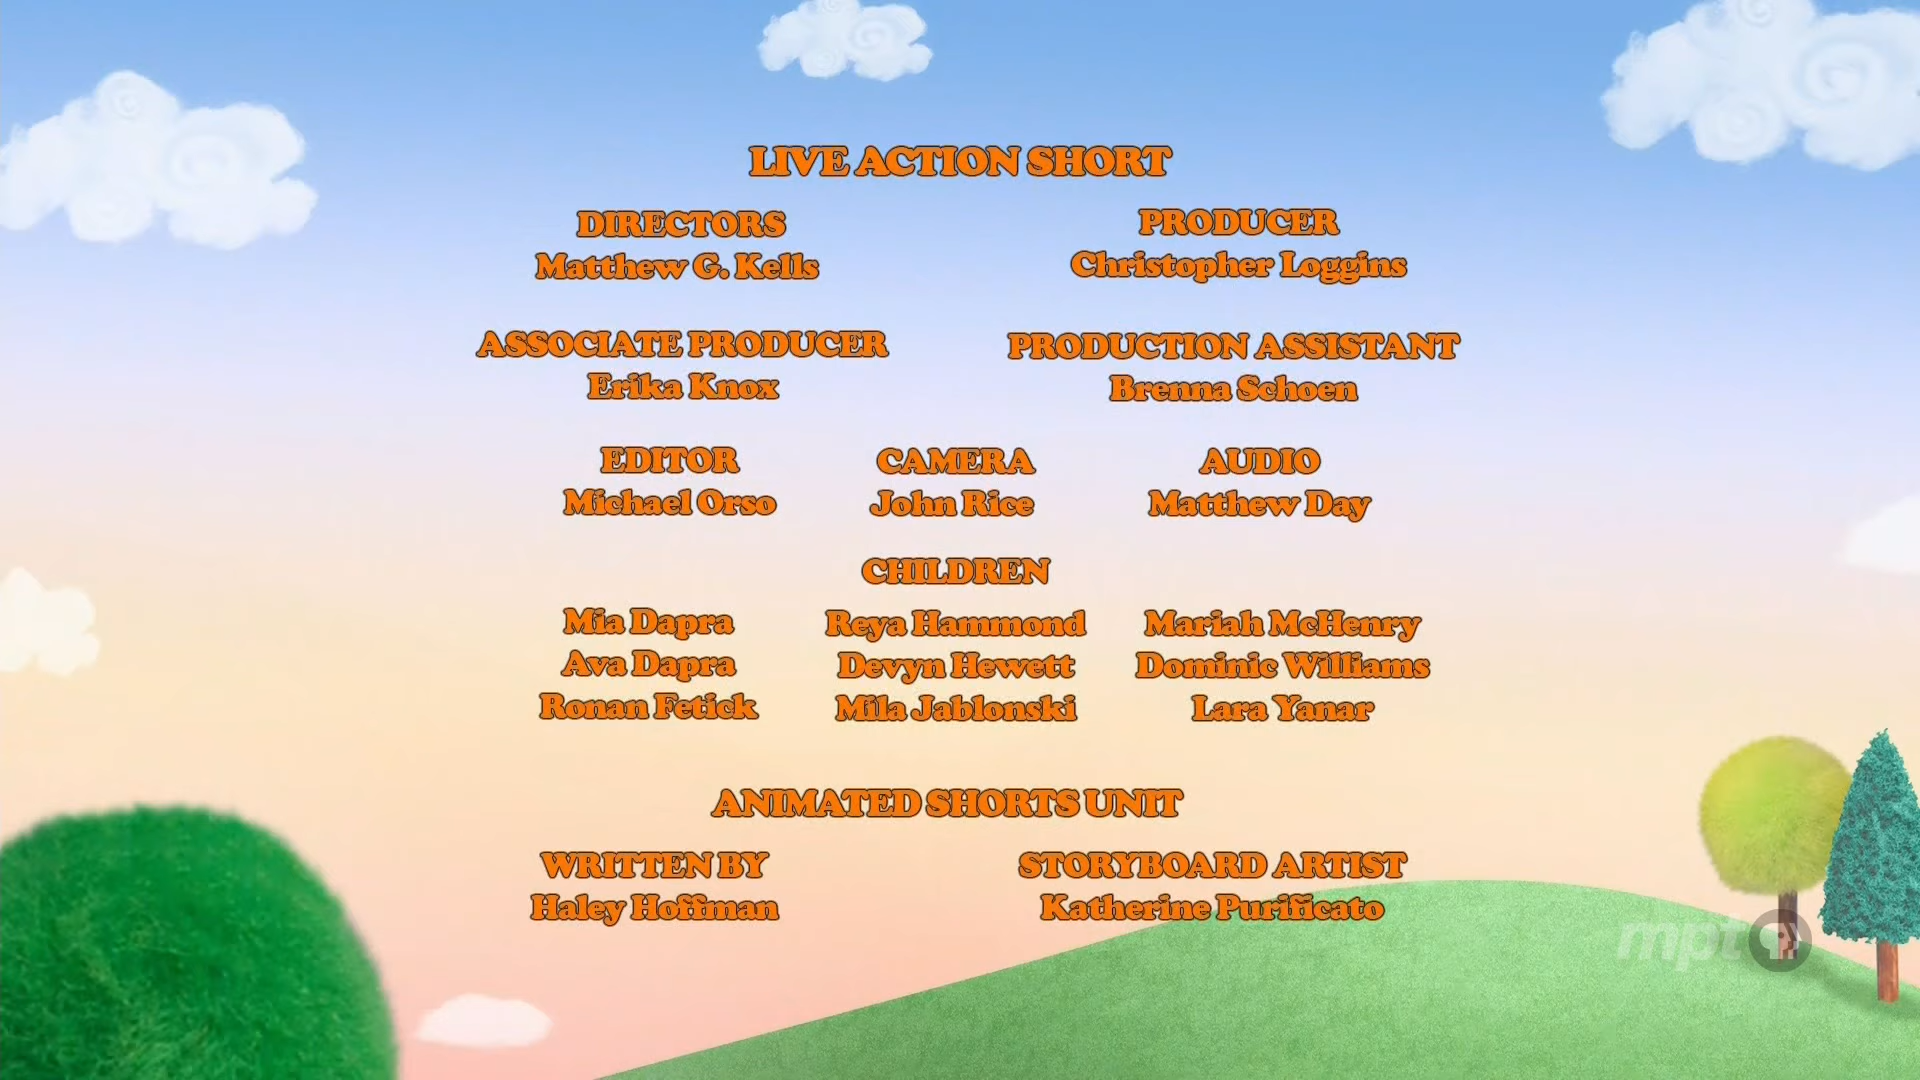 LIVE ACTION SHORT
DIRECTORS
Matthew G. Kells
PRODUCER
Christopher Loggins
ASSOCIATE PRODUCER
Erika Knox
PRODUCTION ASSISTANT
Brenna Schoen
EDITOR
Michael Orso
CAMERA
John Rice
AUDIO
Matthew Day
CHILDREN
Mia Dapra
Ava Dapra
Ronan Fetick
Reya Hammond
Devyn Hewett
Mila Jablonski
Mariah McHenry
Dominic Williams
Lara Yanar
ANIMATED SHORTS UNIT
WRITTEN BY
Haley Hoffman
STORYBOARD ARTIST
Katherine Purificato
mpt